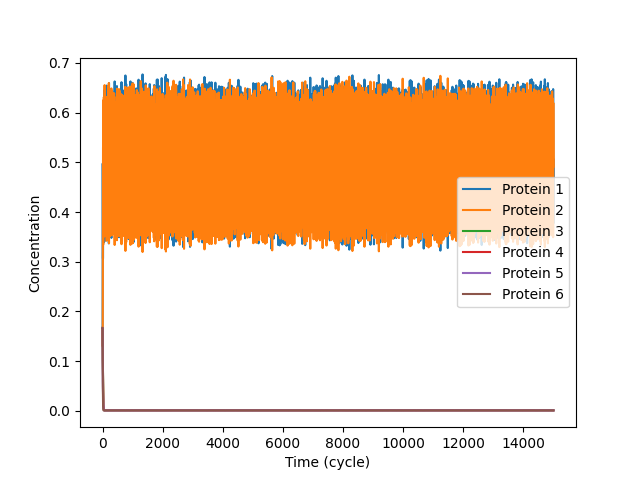 0.7
0.6
0.5
0.4
0.3
0.2
0.1
0.0
Concentration
Protein 1
Protein 2
Protein 3
Protein 4
Protein 5
Protein 6
0 2000 4000 6000 8000 10000 12000 14000
Time (cycle)